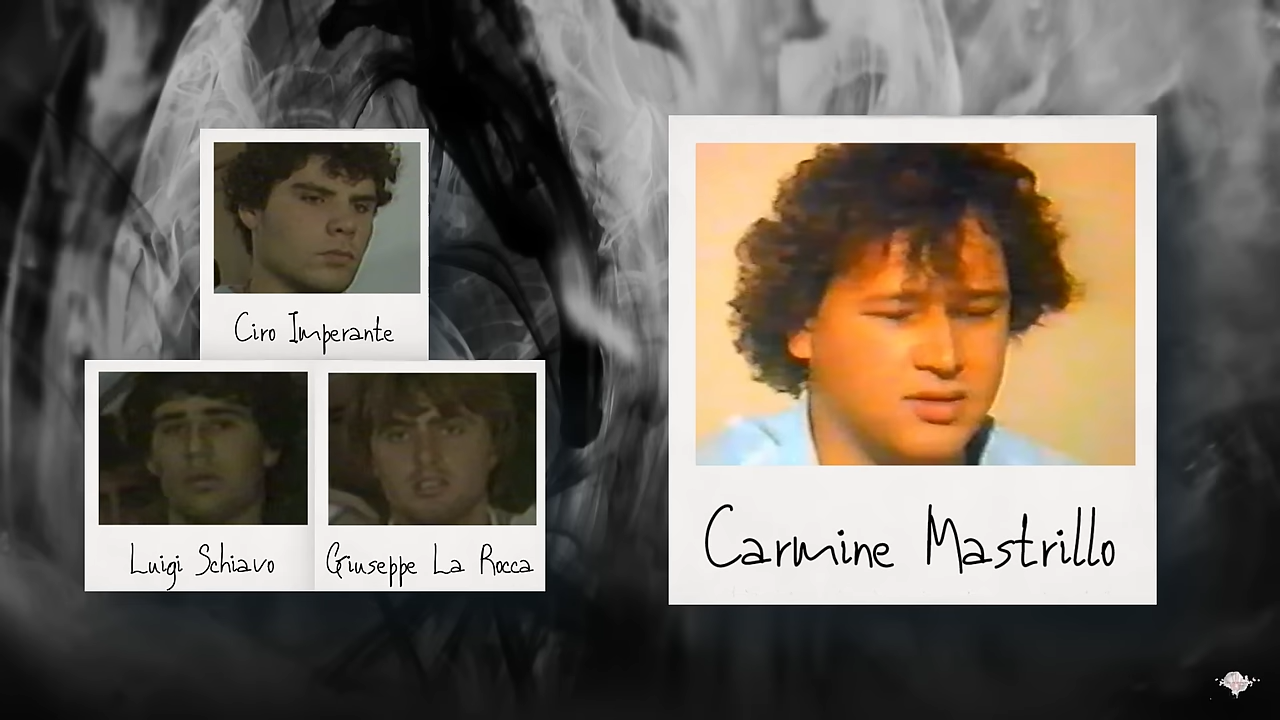 Ciro Imperante
Luigi Schiavo
Giuseppe La Rocca
Carmine Mastrillo